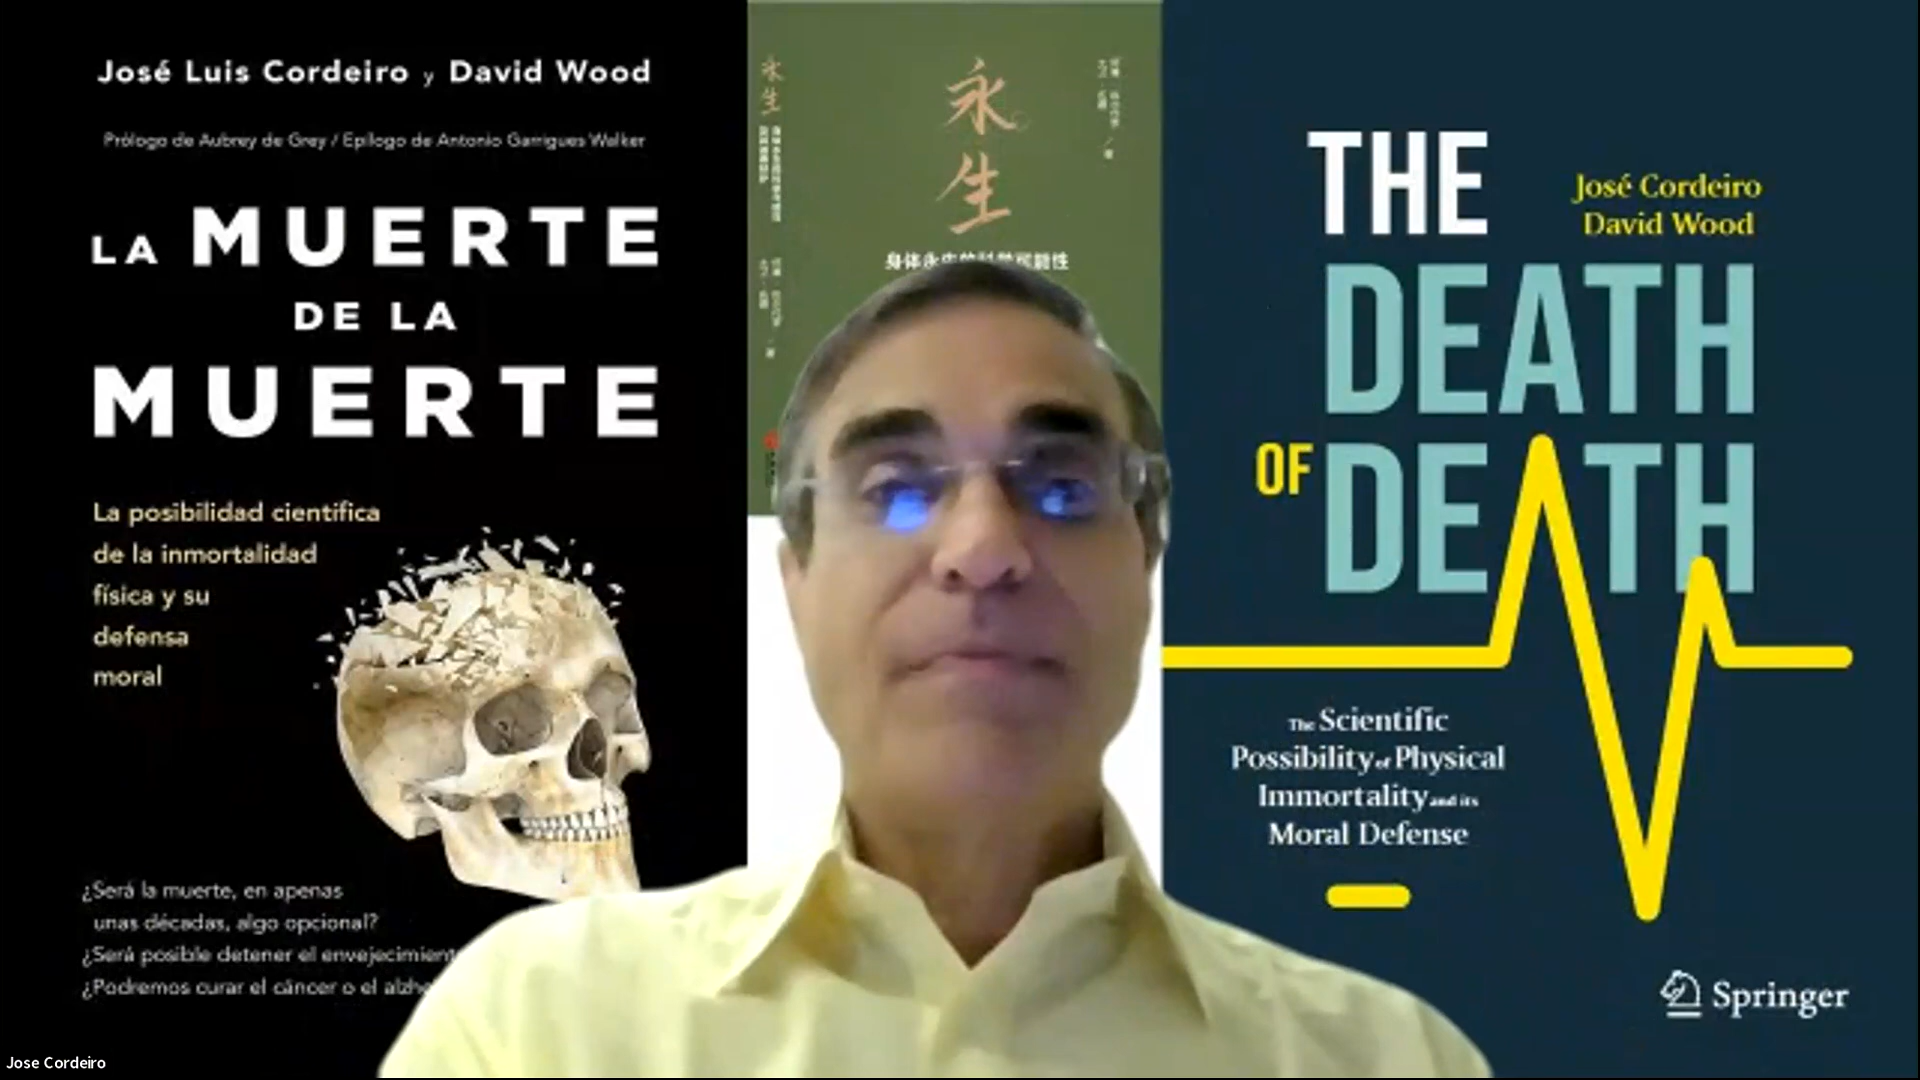 José Luis Cordeiro y David Wood
Prólogo de Aubrey de Grey / Epílogo de Antonio Garrigues Walker
LA MUERTE
DE LA
MUERTE
La posibilidad científica
de la inmortalidad
física y su
defensa
moral
¿Será la muerte, en apenas
unas décadas, algo opcional?
¿Será posible detener el envejecimient
¿Podremos curar el cáncer o el alzhe
永生
永生
THE
DEATH
OF DEATH
José Cordeiro
David Wood
The Scientific
Possibility of Physical
Immortality and its
Moral Defense
Springer
Jose Cordeiro